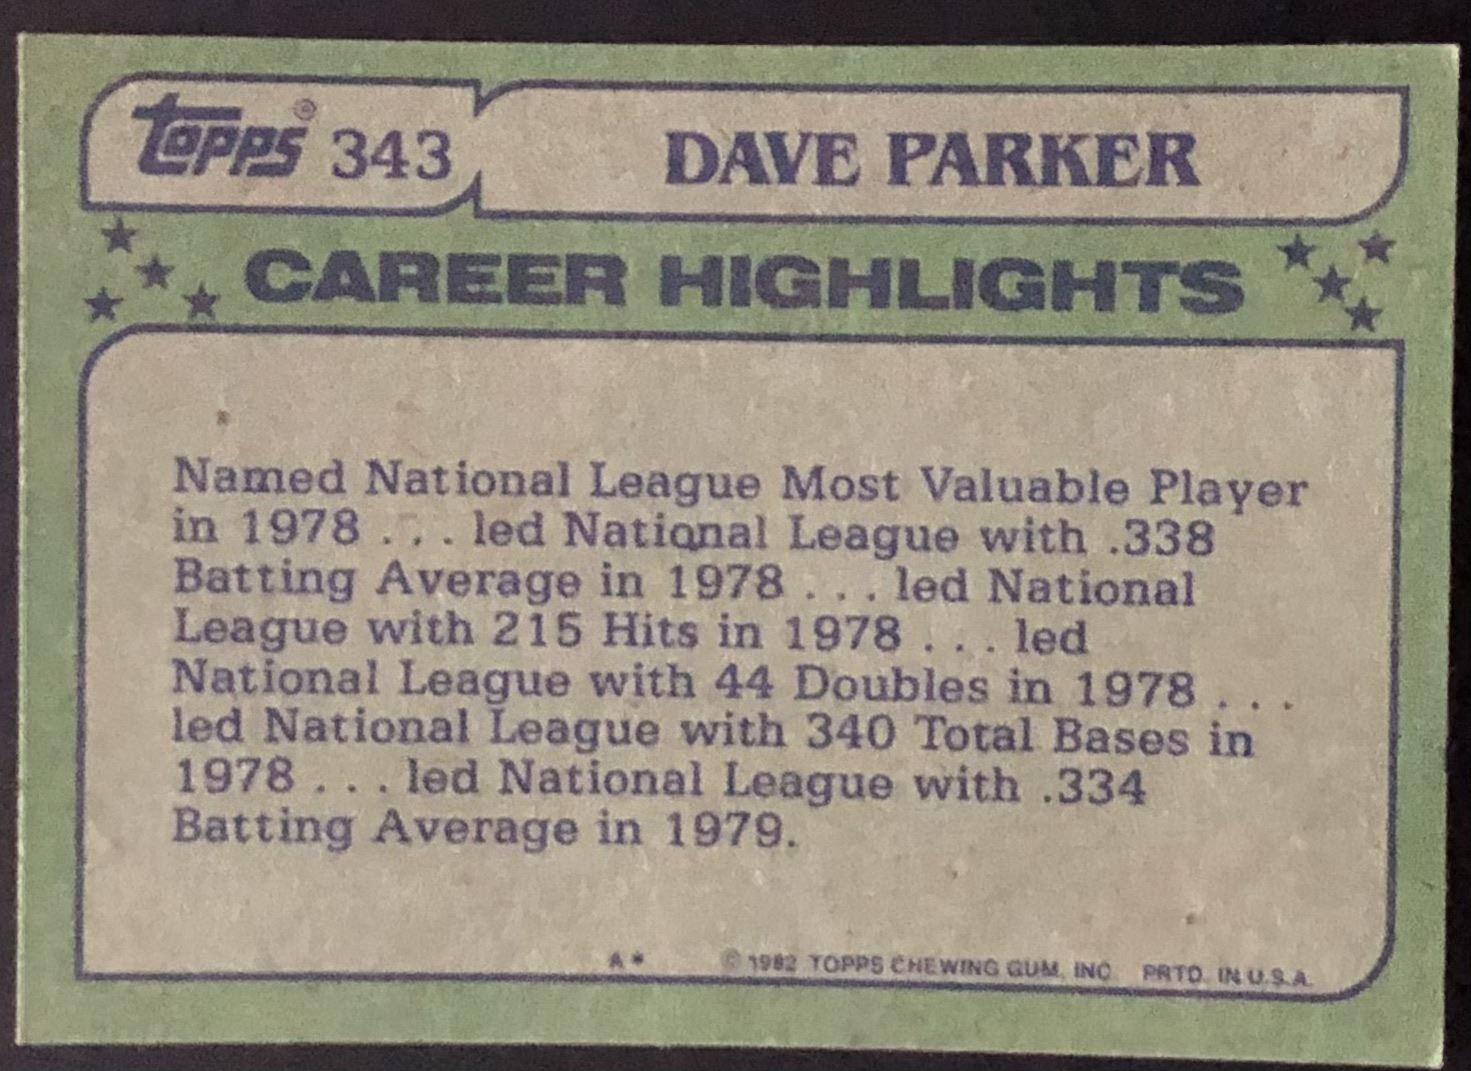 topps® 343
DAVE PARKER
CAREER HIGHLIGHTS
Named National League Most Valuable Player
in 1978 . . . led National League with .338
Batting Average in 1978 . . . led National
League with 215 Hits in 1978 . . . led
National League with 44 Doubles in 1978 . . .
led National League with 340 Total Bases in
1978 . . . led National League with .334
Batting Average in 1979.
A* © 1982 TOPPS CHEWING GUM, INC. PRTD. IN U.S.A.